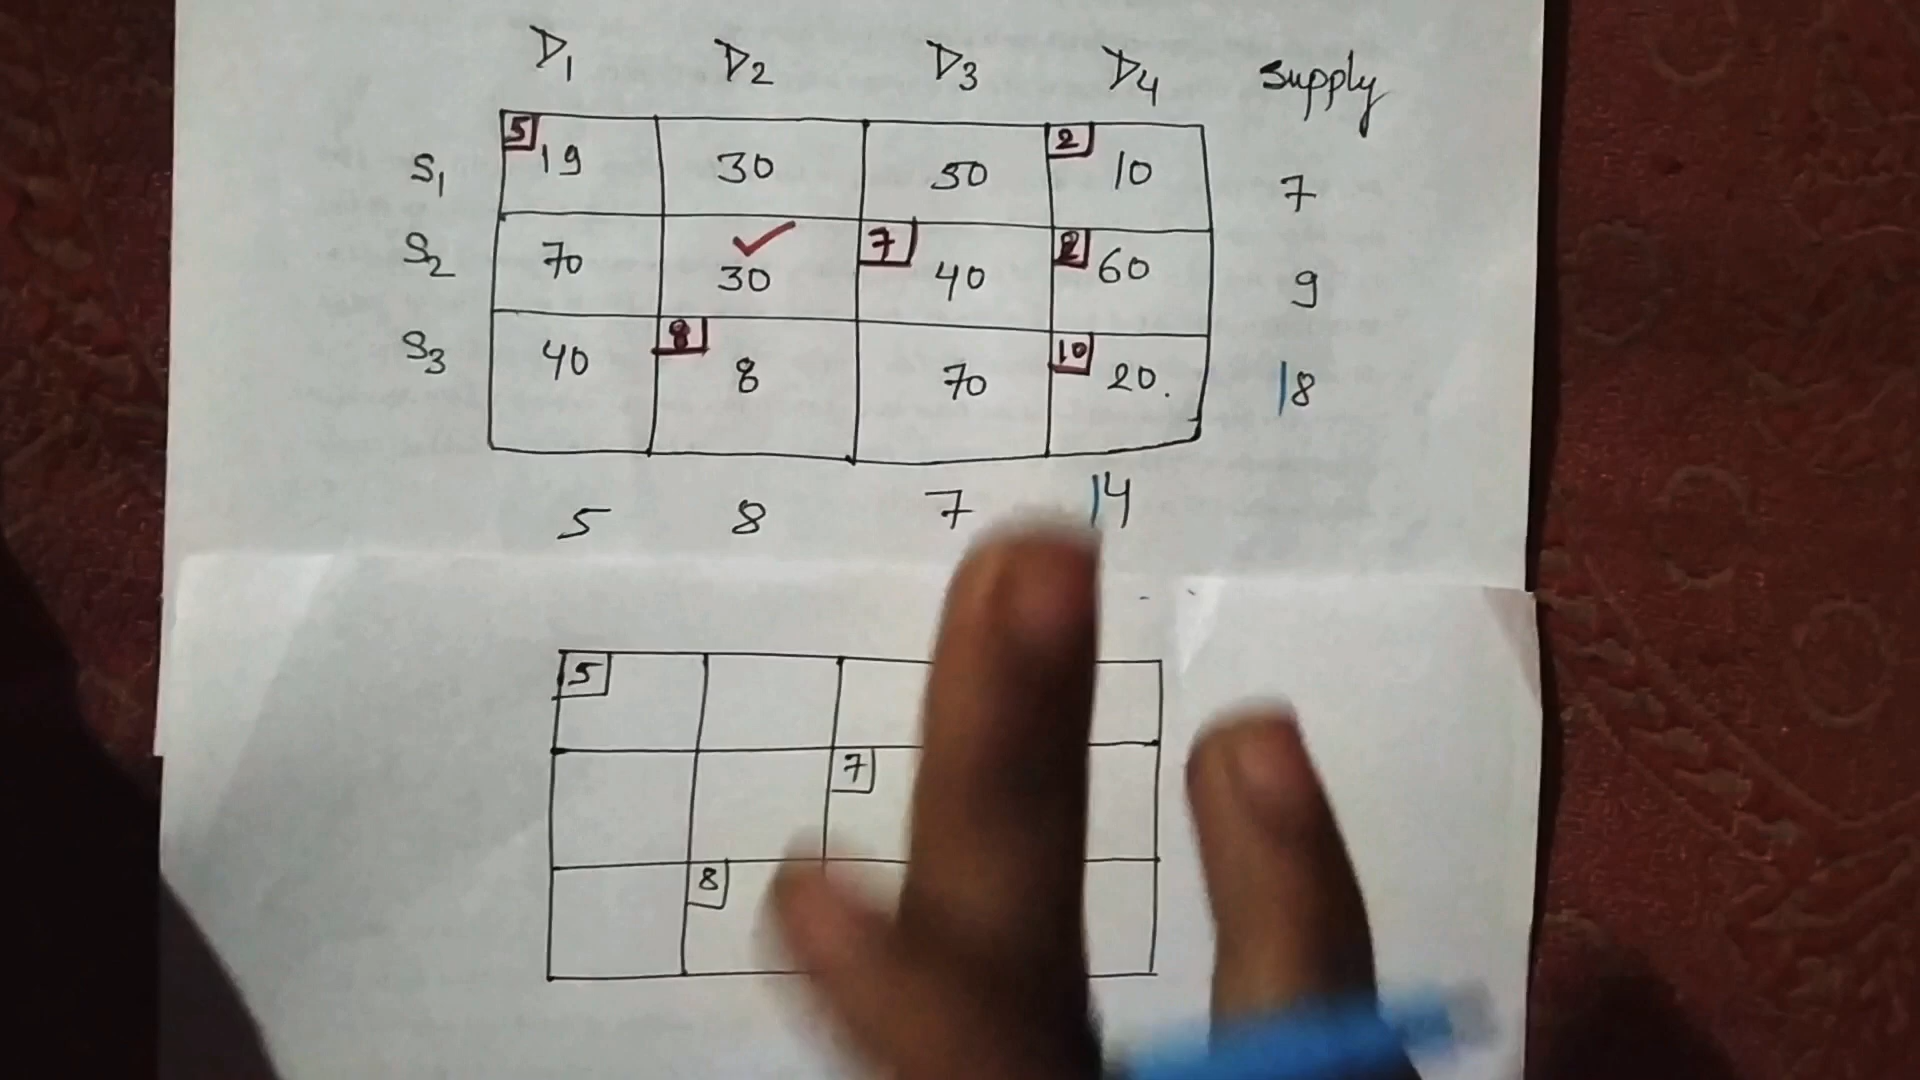 D1 D2 D3 D4 Supply
S1 5 19 30 50 2 10 7
S2 70 ✓ 30 7 40 2 60 9
S3 40 8 8 70 10 20. 18
5 8 7 14
5
7
8